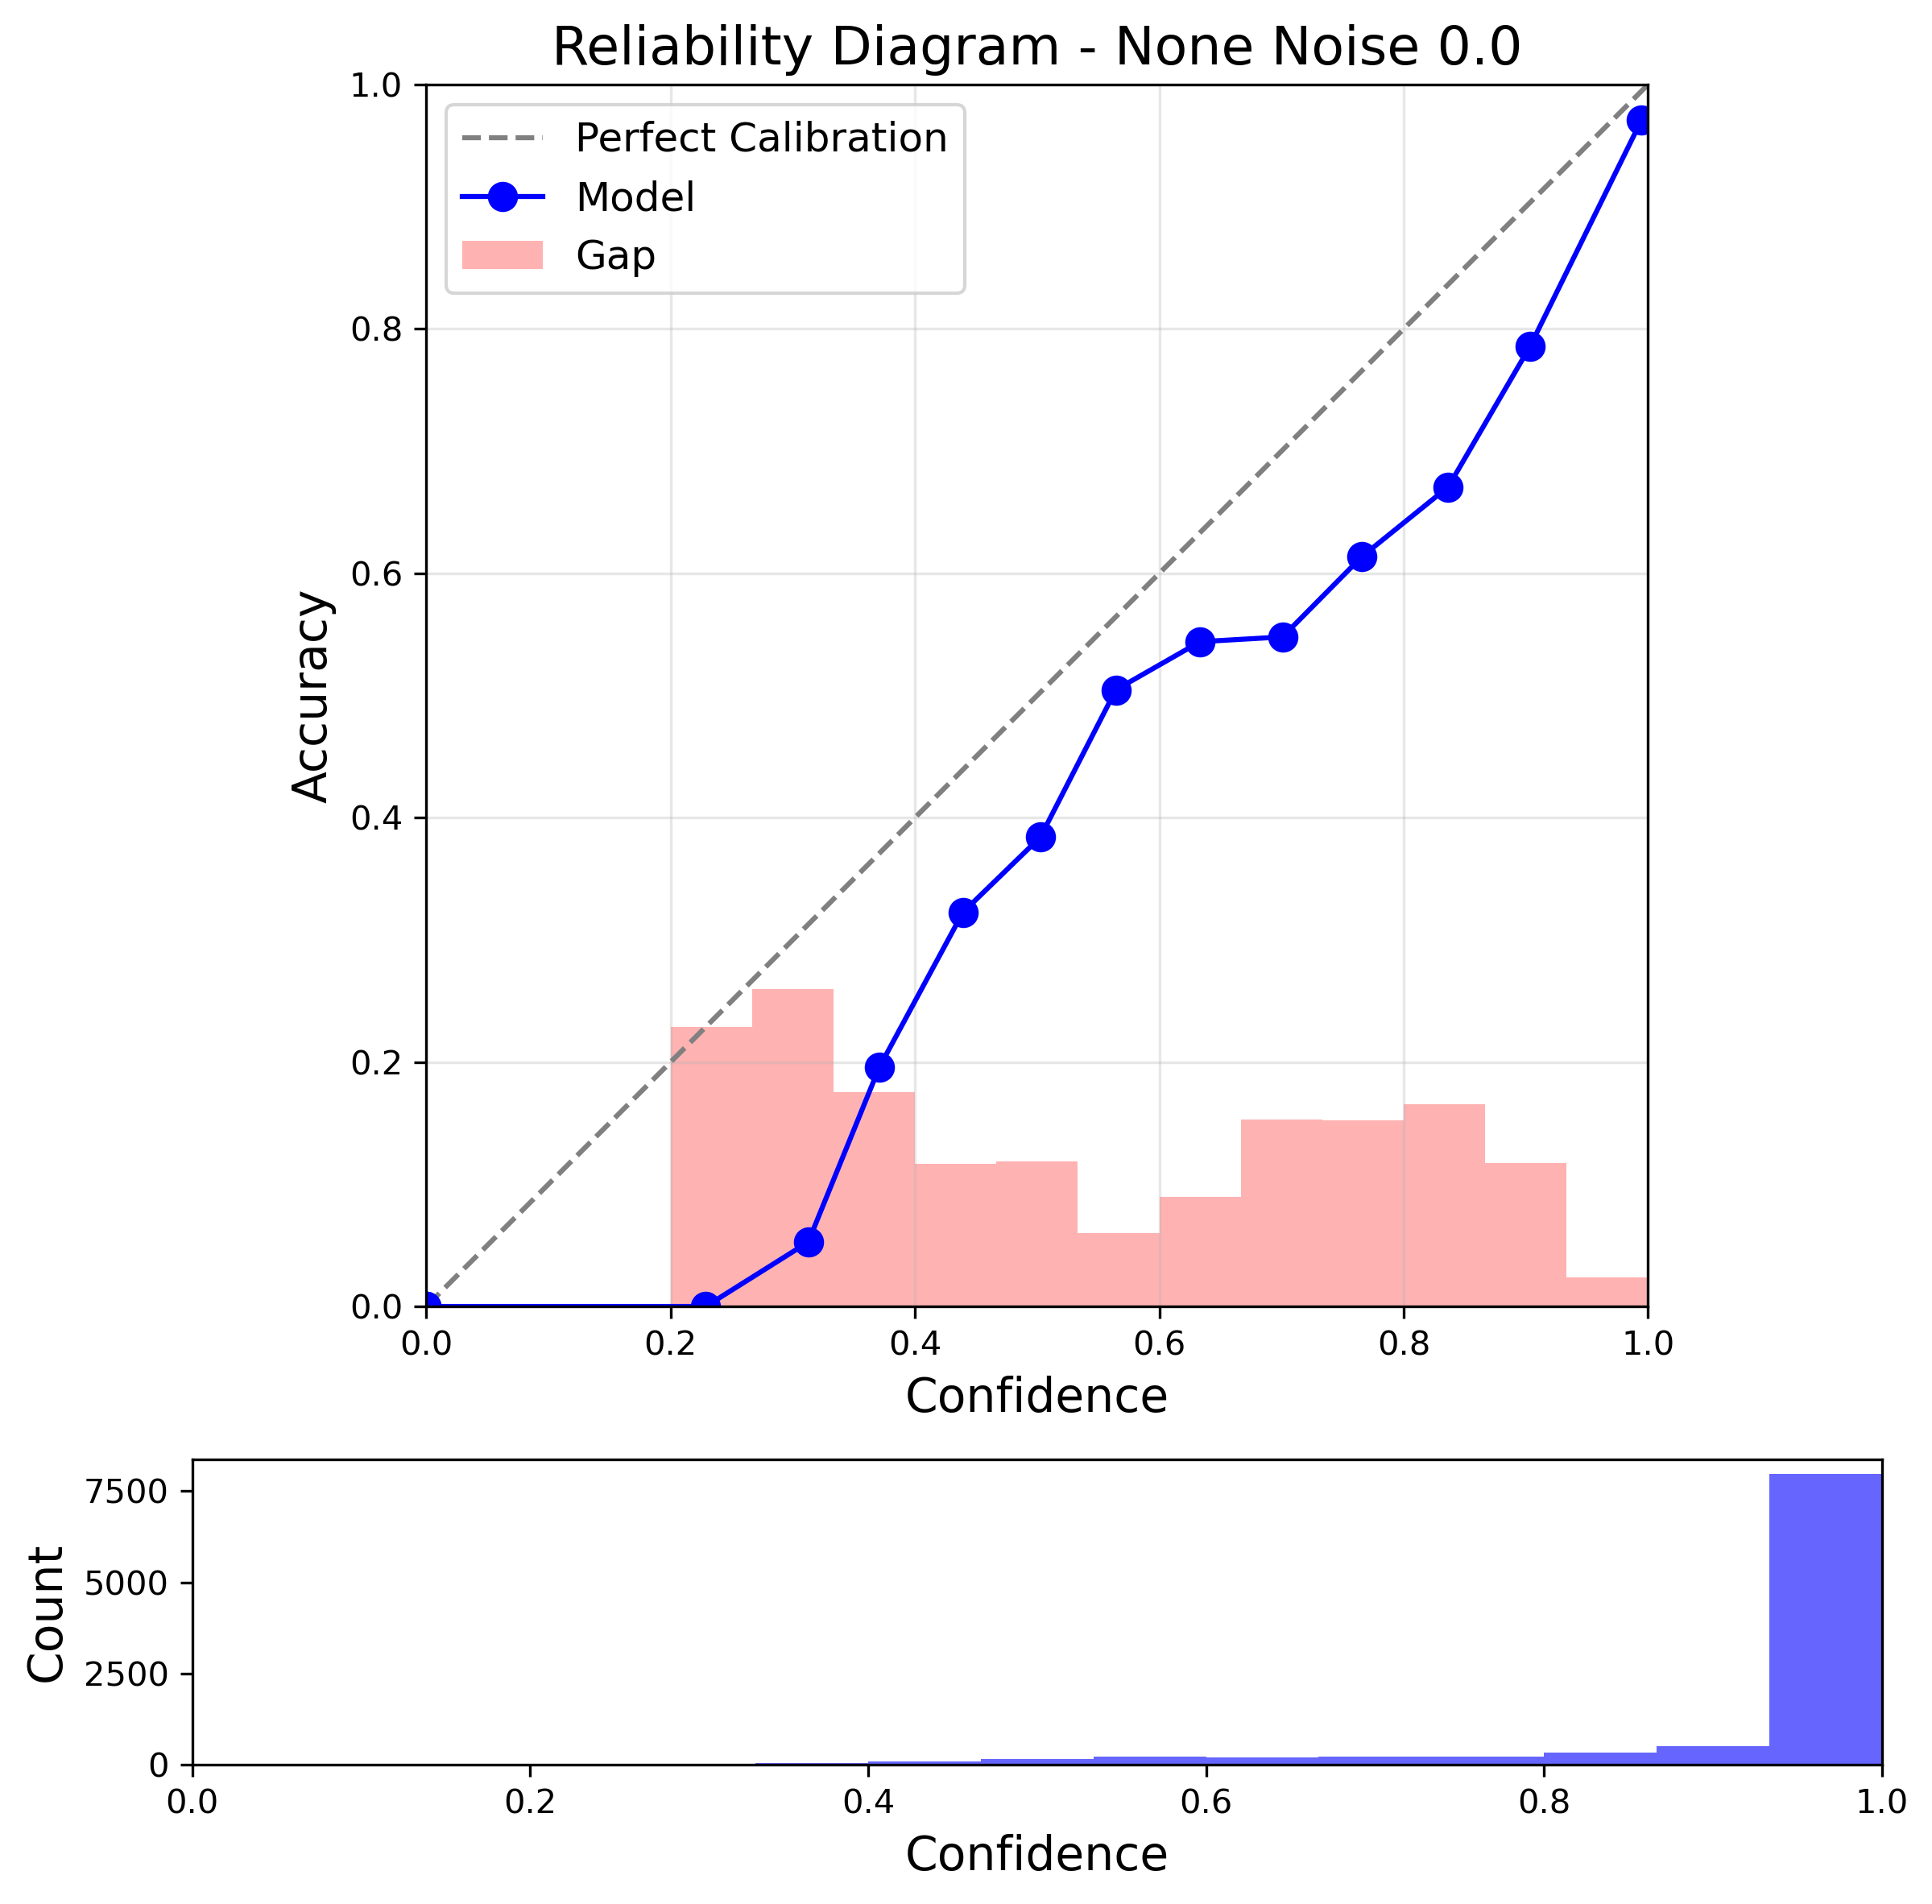 Reliability Diagram - None Noise 0.0
1.0
0.8
0.6
0.4
0.2
0.0
Accuracy
Perfect Calibration
Model
Gap
0.0 0.2 0.4 0.6 0.8 1.0
Confidence
7500
5000
2500
0
Count
0.0 0.2 0.4 0.6 0.8 1.0
Confidence